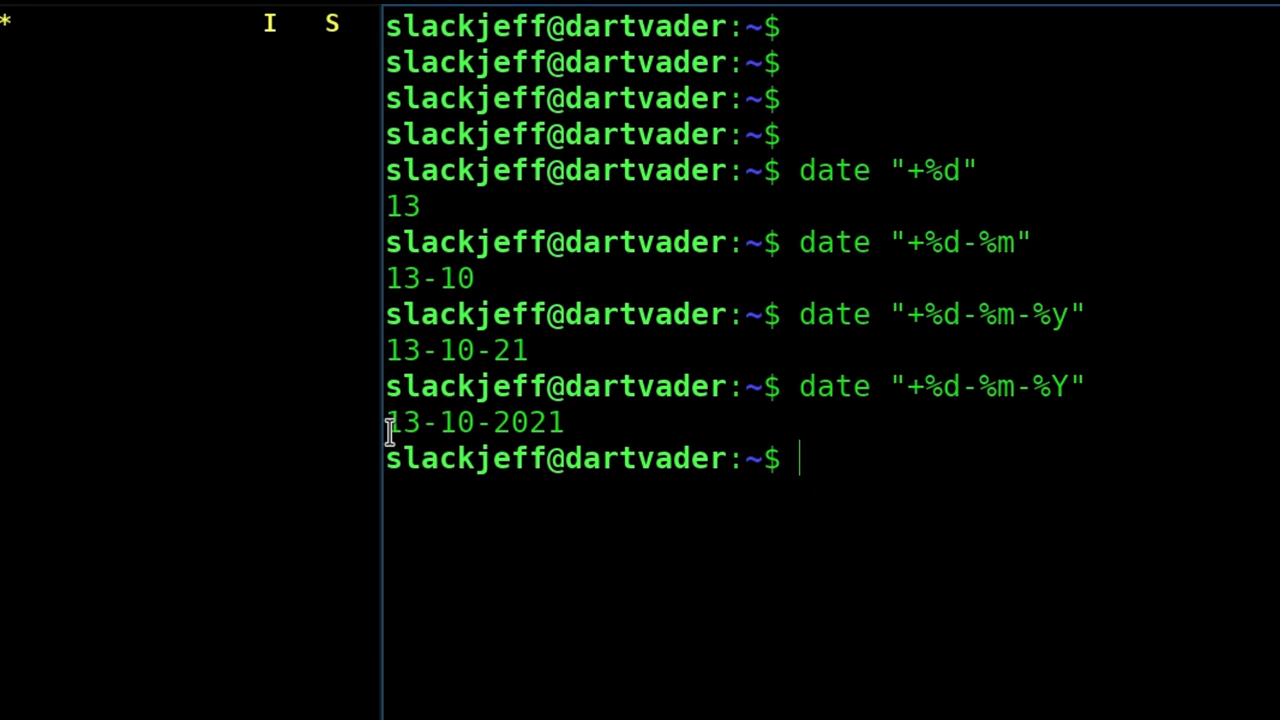 * I S
slackjeff@dartvader:~$
slackjeff@dartvader:~$
slackjeff@dartvader:~$
slackjeff@dartvader:~$
slackjeff@dartvader:~$ date "+%d"
13
slackjeff@dartvader:~$ date "+%d-%m"
13-10
slackjeff@dartvader:~$ date "+%d-%m-%y"
13-10-21
slackjeff@dartvader:~$ date "+%d-%m-%Y"
13-10-2021
slackjeff@dartvader:~$